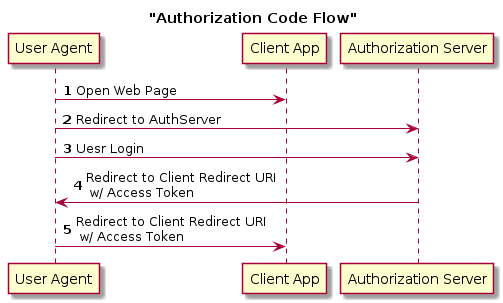 "Authorization Code Flow"
User Agent Client App Authorization Server
1 Open Web Page
2 Redirect to AuthServer
3 Uesr Login
4 Redirect to Client Redirect URI
w/ Access Token
5 Redirect to Client Redirect URI
w/ Access Token
User Agent Client App Authorization Server